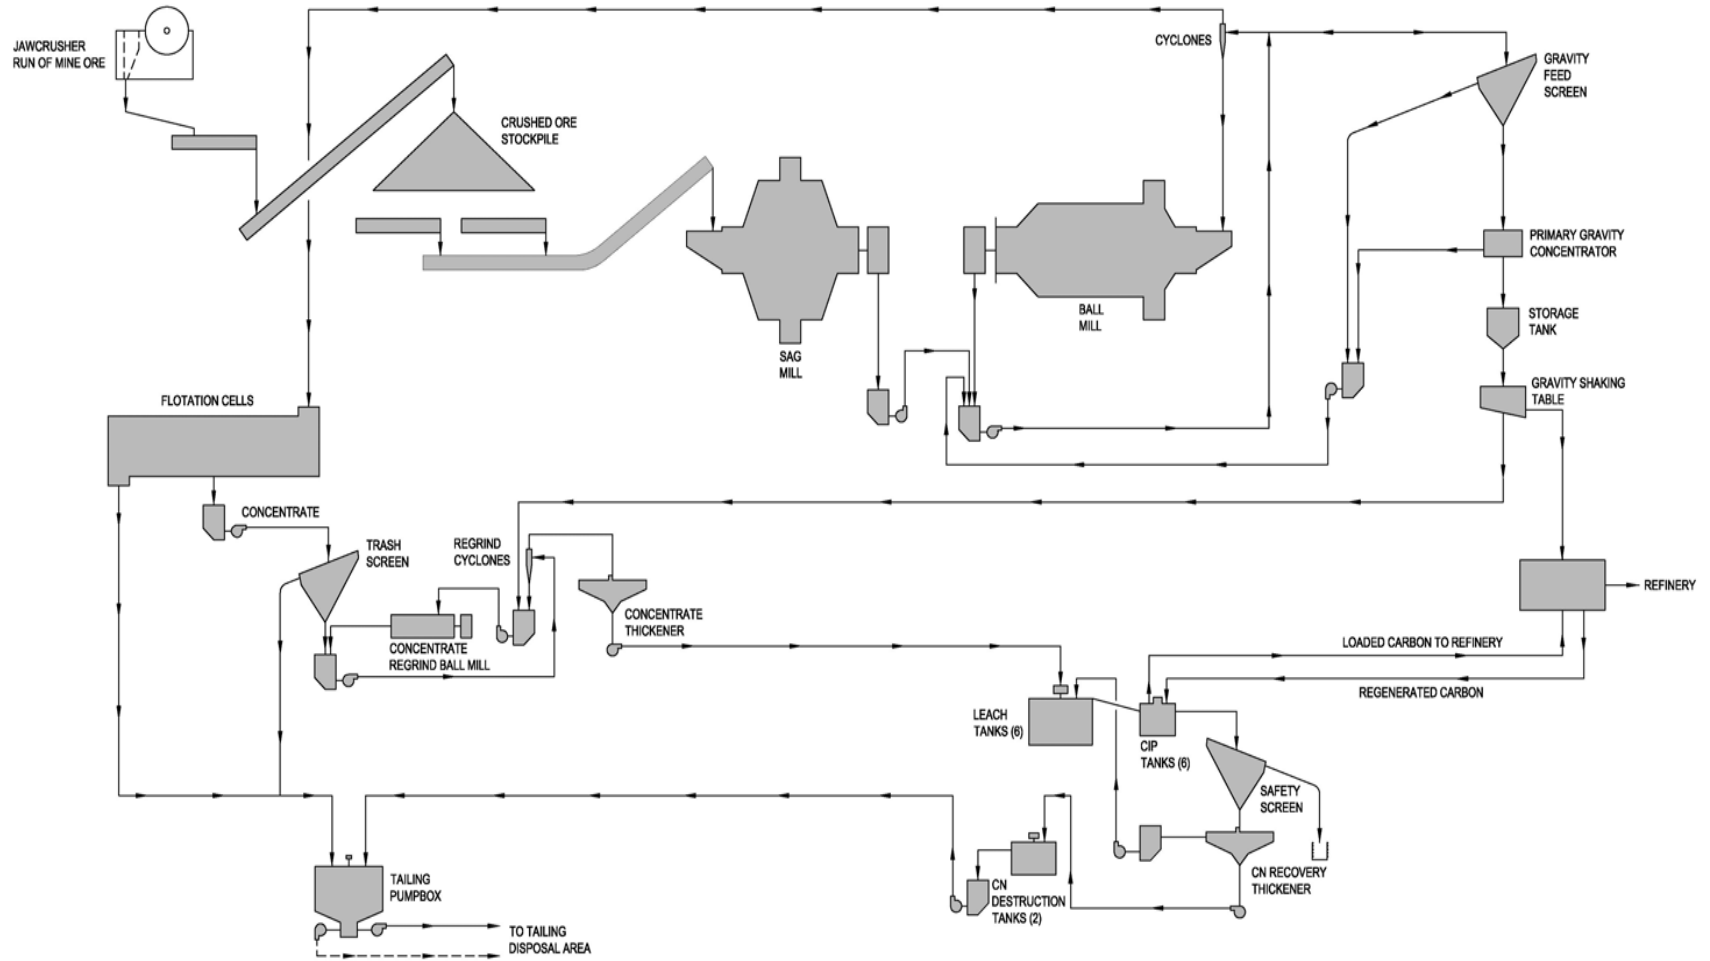 JAWCRUSHER
RUN OF MINE ORE
CYCLONES
GRAVITY
FEED
SCREEN
CRUSHED ORE
STOCKPILE
PRIMARY GRAVITY
CONCENTRATOR
BALL
MILL
STORAGE
TANK
SAG
MILL
GRAVITY SHAKING
TABLE
FLOTATION CELLS
CONCENTRATE
TRASH
SCREEN
REGRIND
CYCLONES
REFINERY
CONCENTRATE
THICKENER
CONCENTRATE
REGRIND BALL MILL
LOADED CARBON TO REFINERY
REGENERATED CARBON
LEACH
TANKS (6)
CIP
TANKS (6)
SAFETY
SCREEN
CN RECOVERY
THICKENER
TAILING
PUMPBOX
CN
DESTRUCTION
TANKS (2)
TO TAILING
DISPOSAL AREA